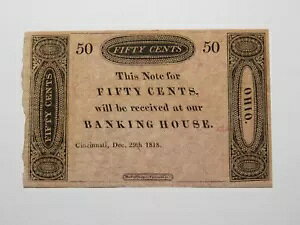 50 FIFTY CENTS 50
FIFTY CENTS
This Note for
FIFTY CENTS,
will be received at our
BANKING HOUSE.
Cincinnati, Dec. 29th 1818.
OHIO.